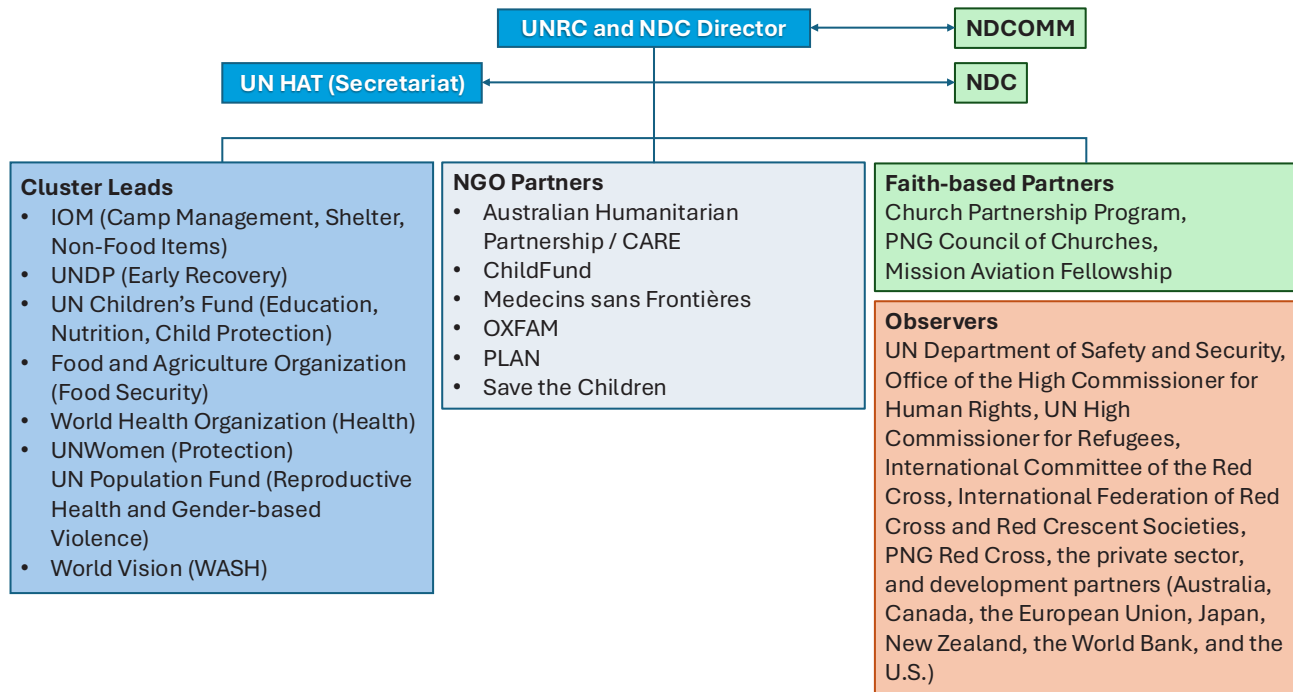 UNRC and NDC Director
NDCOMM
UN HAT (Secretariat)
NDC
Cluster Leads
• IOM (Camp Management, Shelter,
Non-Food Items)
• UNDP (Early Recovery)
• UN Children's Fund (Education,
Nutrition, Child Protection)
• Food and Agriculture Organization
(Food Security)
• World Health Organization (Health)
• UNWomen (Protection)
UN Population Fund (Reproductive
Health and Gender-based
Violence)
• World Vision (WASH)
NGO Partners
• Australian Humanitarian
Partnership / CARE
• ChildFund
• Medecins sans Frontières
• OXFAM
• PLAN
• Save the Children
Faith-based Partners
Church Partnership Program,
PNG Council of Churches,
Mission Aviation Fellowship
Observers
UN Department of Safety and Security,
Office of the High Commissioner for
Human Rights, UN High
Commissioner for Refugees,
International Committee of the Red
Cross, International Federation of Red
Cross and Red Crescent Societies,
PNG Red Cross, the private sector,
and development partners (Australia,
Canada, the European Union, Japan,
New Zealand, the World Bank, and the
U.S.)